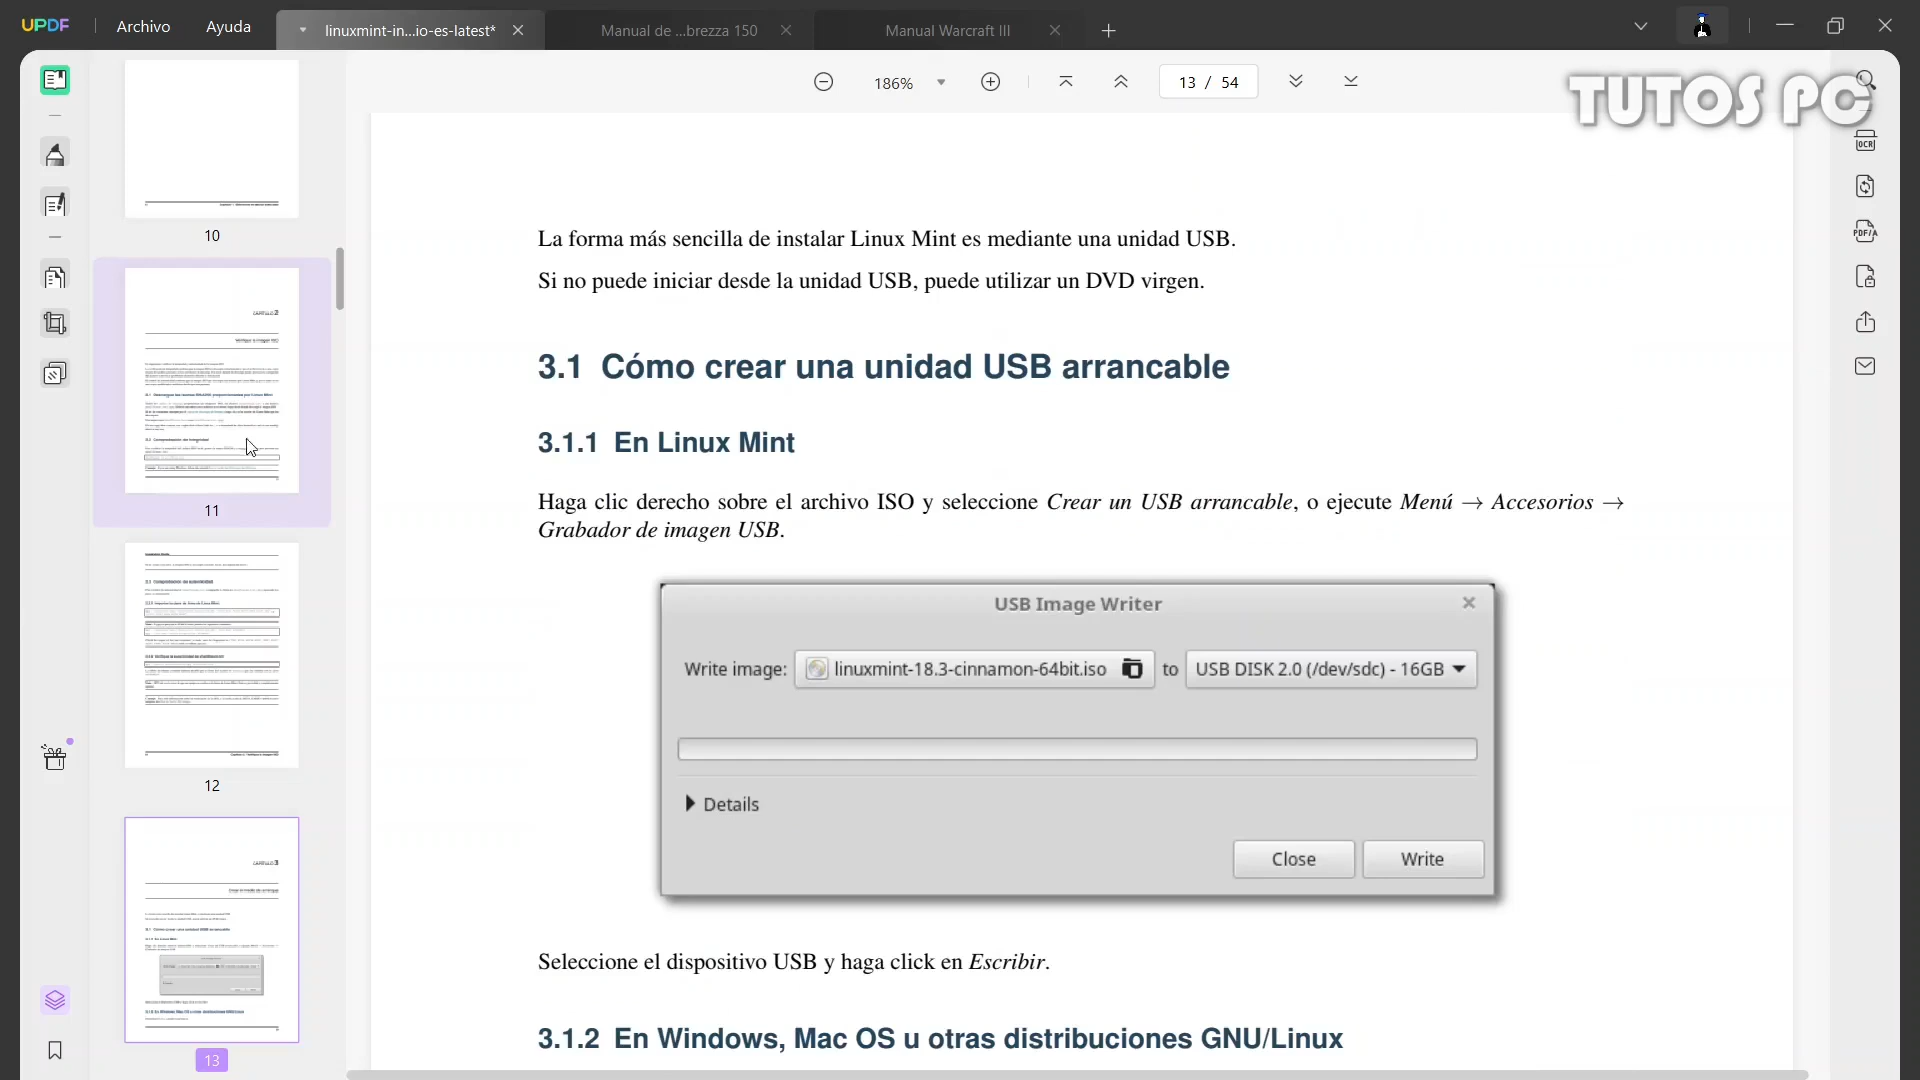 UPDF
Archivo
Ayuda
linuxmint-in...io-es-latest*
Manual de ...brezza 150
Manual Warcraft III
186%
13 / 54
TUTOS PC
OCR
PDF/A
10
11
12
13
La forma más sencilla de instalar Linux Mint es mediante una unidad USB.
Si no puede iniciar desde la unidad USB, puede utilizar un DVD virgen.
3.1 Cómo crear una unidad USB arrancable
3.1.1 En Linux Mint
Haga clic derecho sobre el archivo ISO y seleccione Crear un USB arrancable, o ejecute Menú → Accesorios →
Grabador de imagen USB.
USB Image Writer
Write image: linuxmint-18.3-cinnamon-64bit.iso to USB DISK 2.0 (/dev/sdc) - 16GB
Details
Close
Write
Seleccione el dispositivo USB y haga click en Escribir.
3.1.2 En Windows, Mac OS u otras distribuciones GNU/Linux